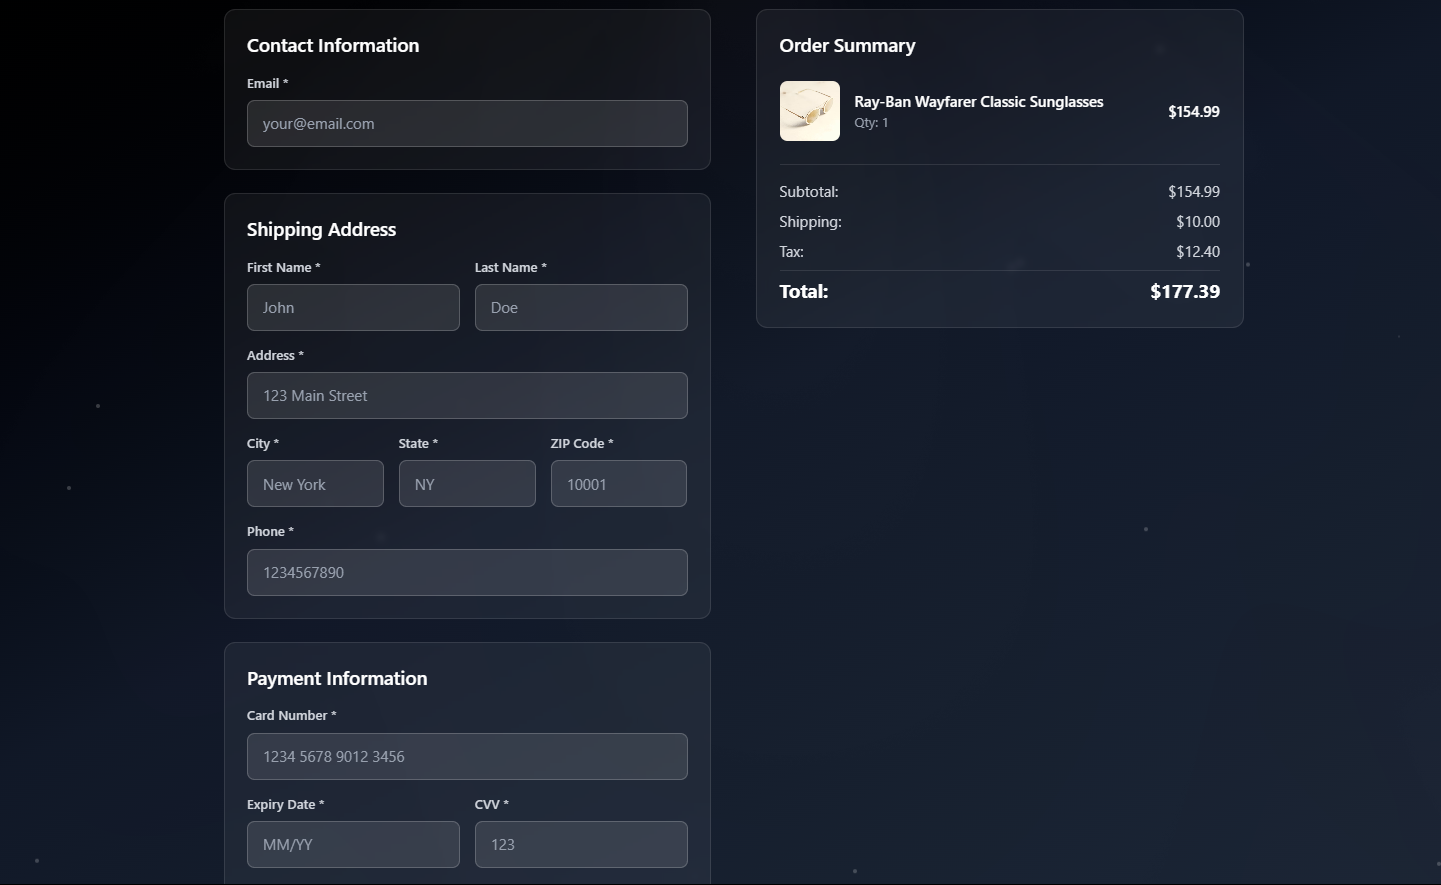 Contact Information
Email *
your@email.com
Shipping Address
First Name * Last Name *
John Doe
Address *
123 Main Street
City * State * ZIP Code *
New York NY 10001
Phone *
1234567890
Payment Information
Card Number *
1234 5678 9012 3456
Expiry Date * CVV *
MM/YY 123
Order Summary
Ray-Ban Wayfarer Classic Sunglasses
Qty: 1
$154.99
Subtotal: $154.99
Shipping: $10.00
Tax: $12.40
Total: $177.39